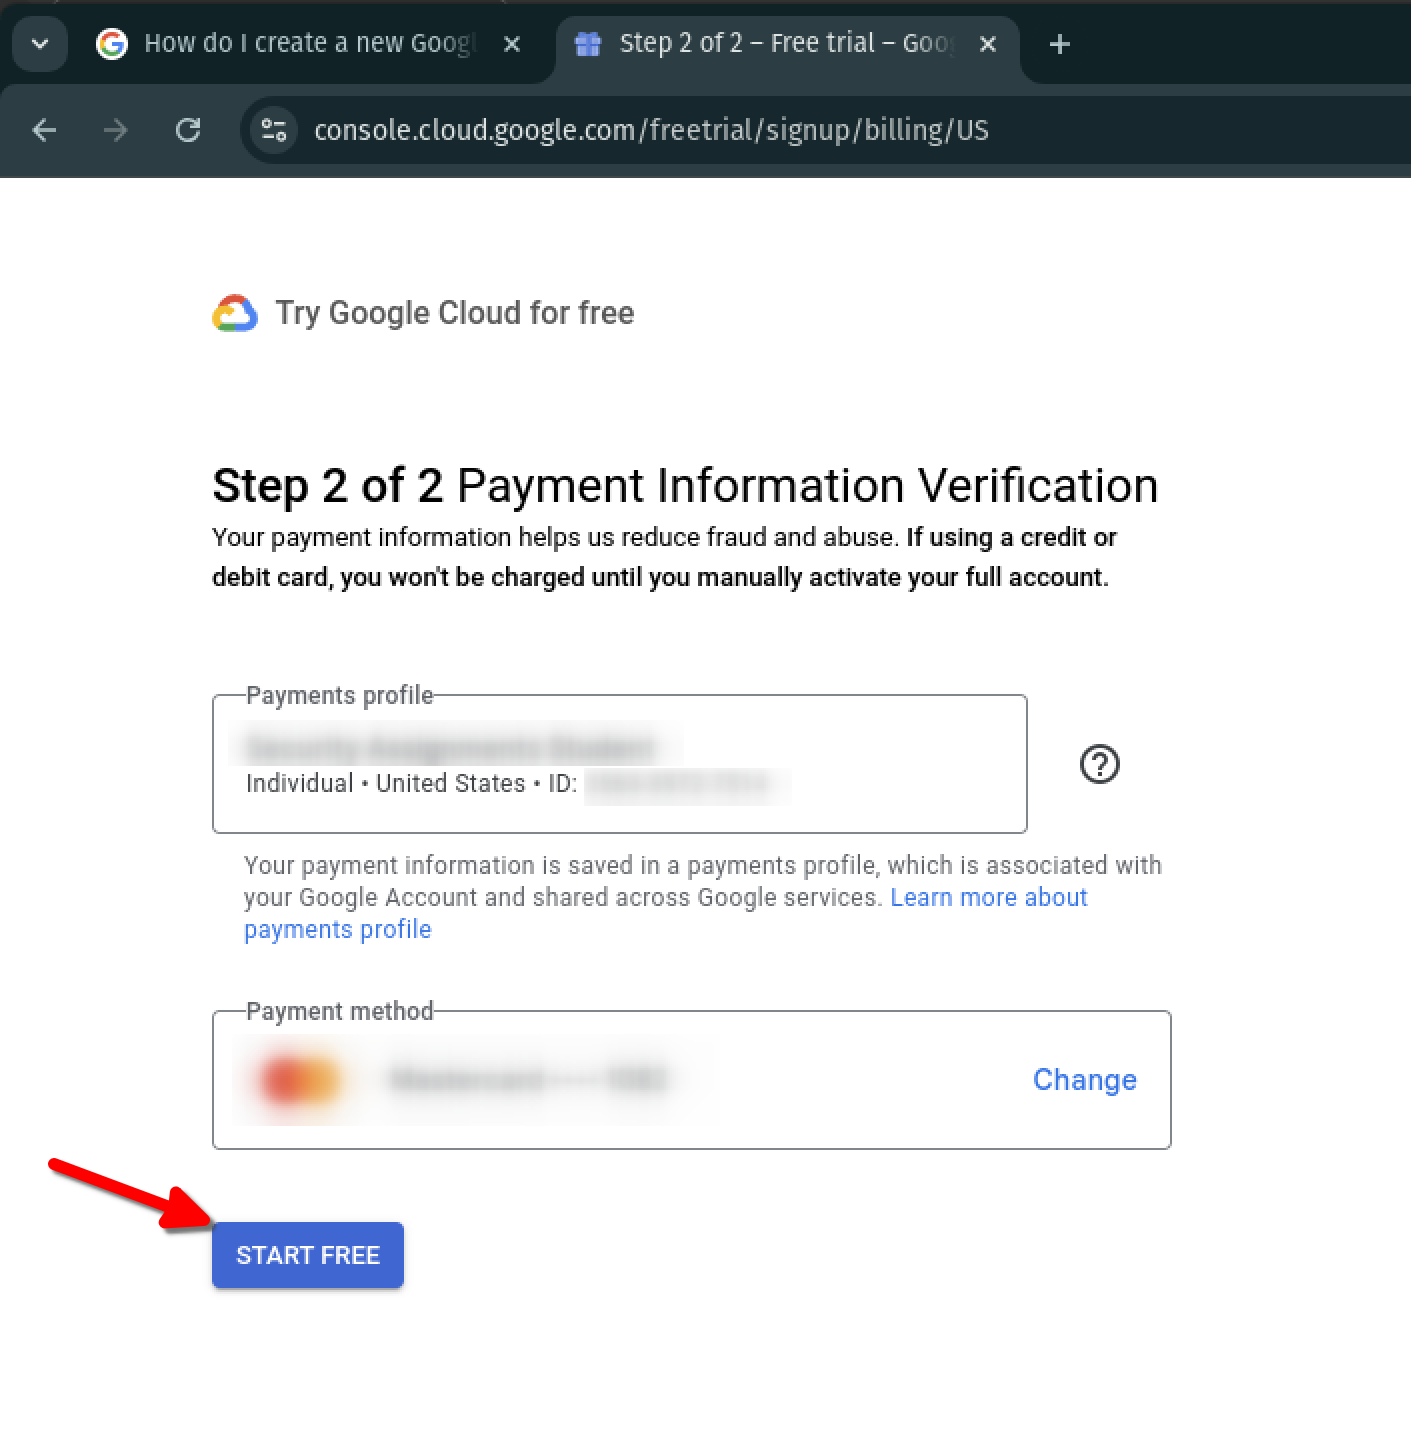 How do I create a new Googl
Step 2 of 2 – Free trial – Goo
console.cloud.google.com/freetrial/signup/billing/US
Try Google Cloud for free
Step 2 of 2 Payment Information Verification
Your payment information helps us reduce fraud and abuse. If using a credit or
debit card, you won't be charged until you manually activate your full account.
Payments profile
Individual • United States • ID:
Your payment information is saved in a payments profile, which is associated with
your Google Account and shared across Google services. Learn more about
payments profile
Payment method
Change
START FREE